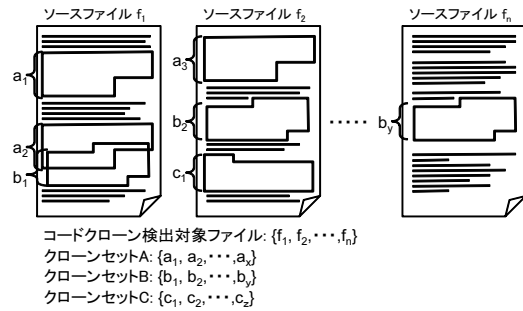 ソースファイル f1 ソースファイル f2 ソースファイル fn
a1
a2
b1
a3
b2
c1
.....
by
コードクローン検出対象ファイル: {f1, f2,･･･,fn}
クローンセットA: {a1, a2,･･･,ax}
クローンセットB: {b1, b2,･･･,by}
クローンセットC: {c1, c2,･･･,cz}